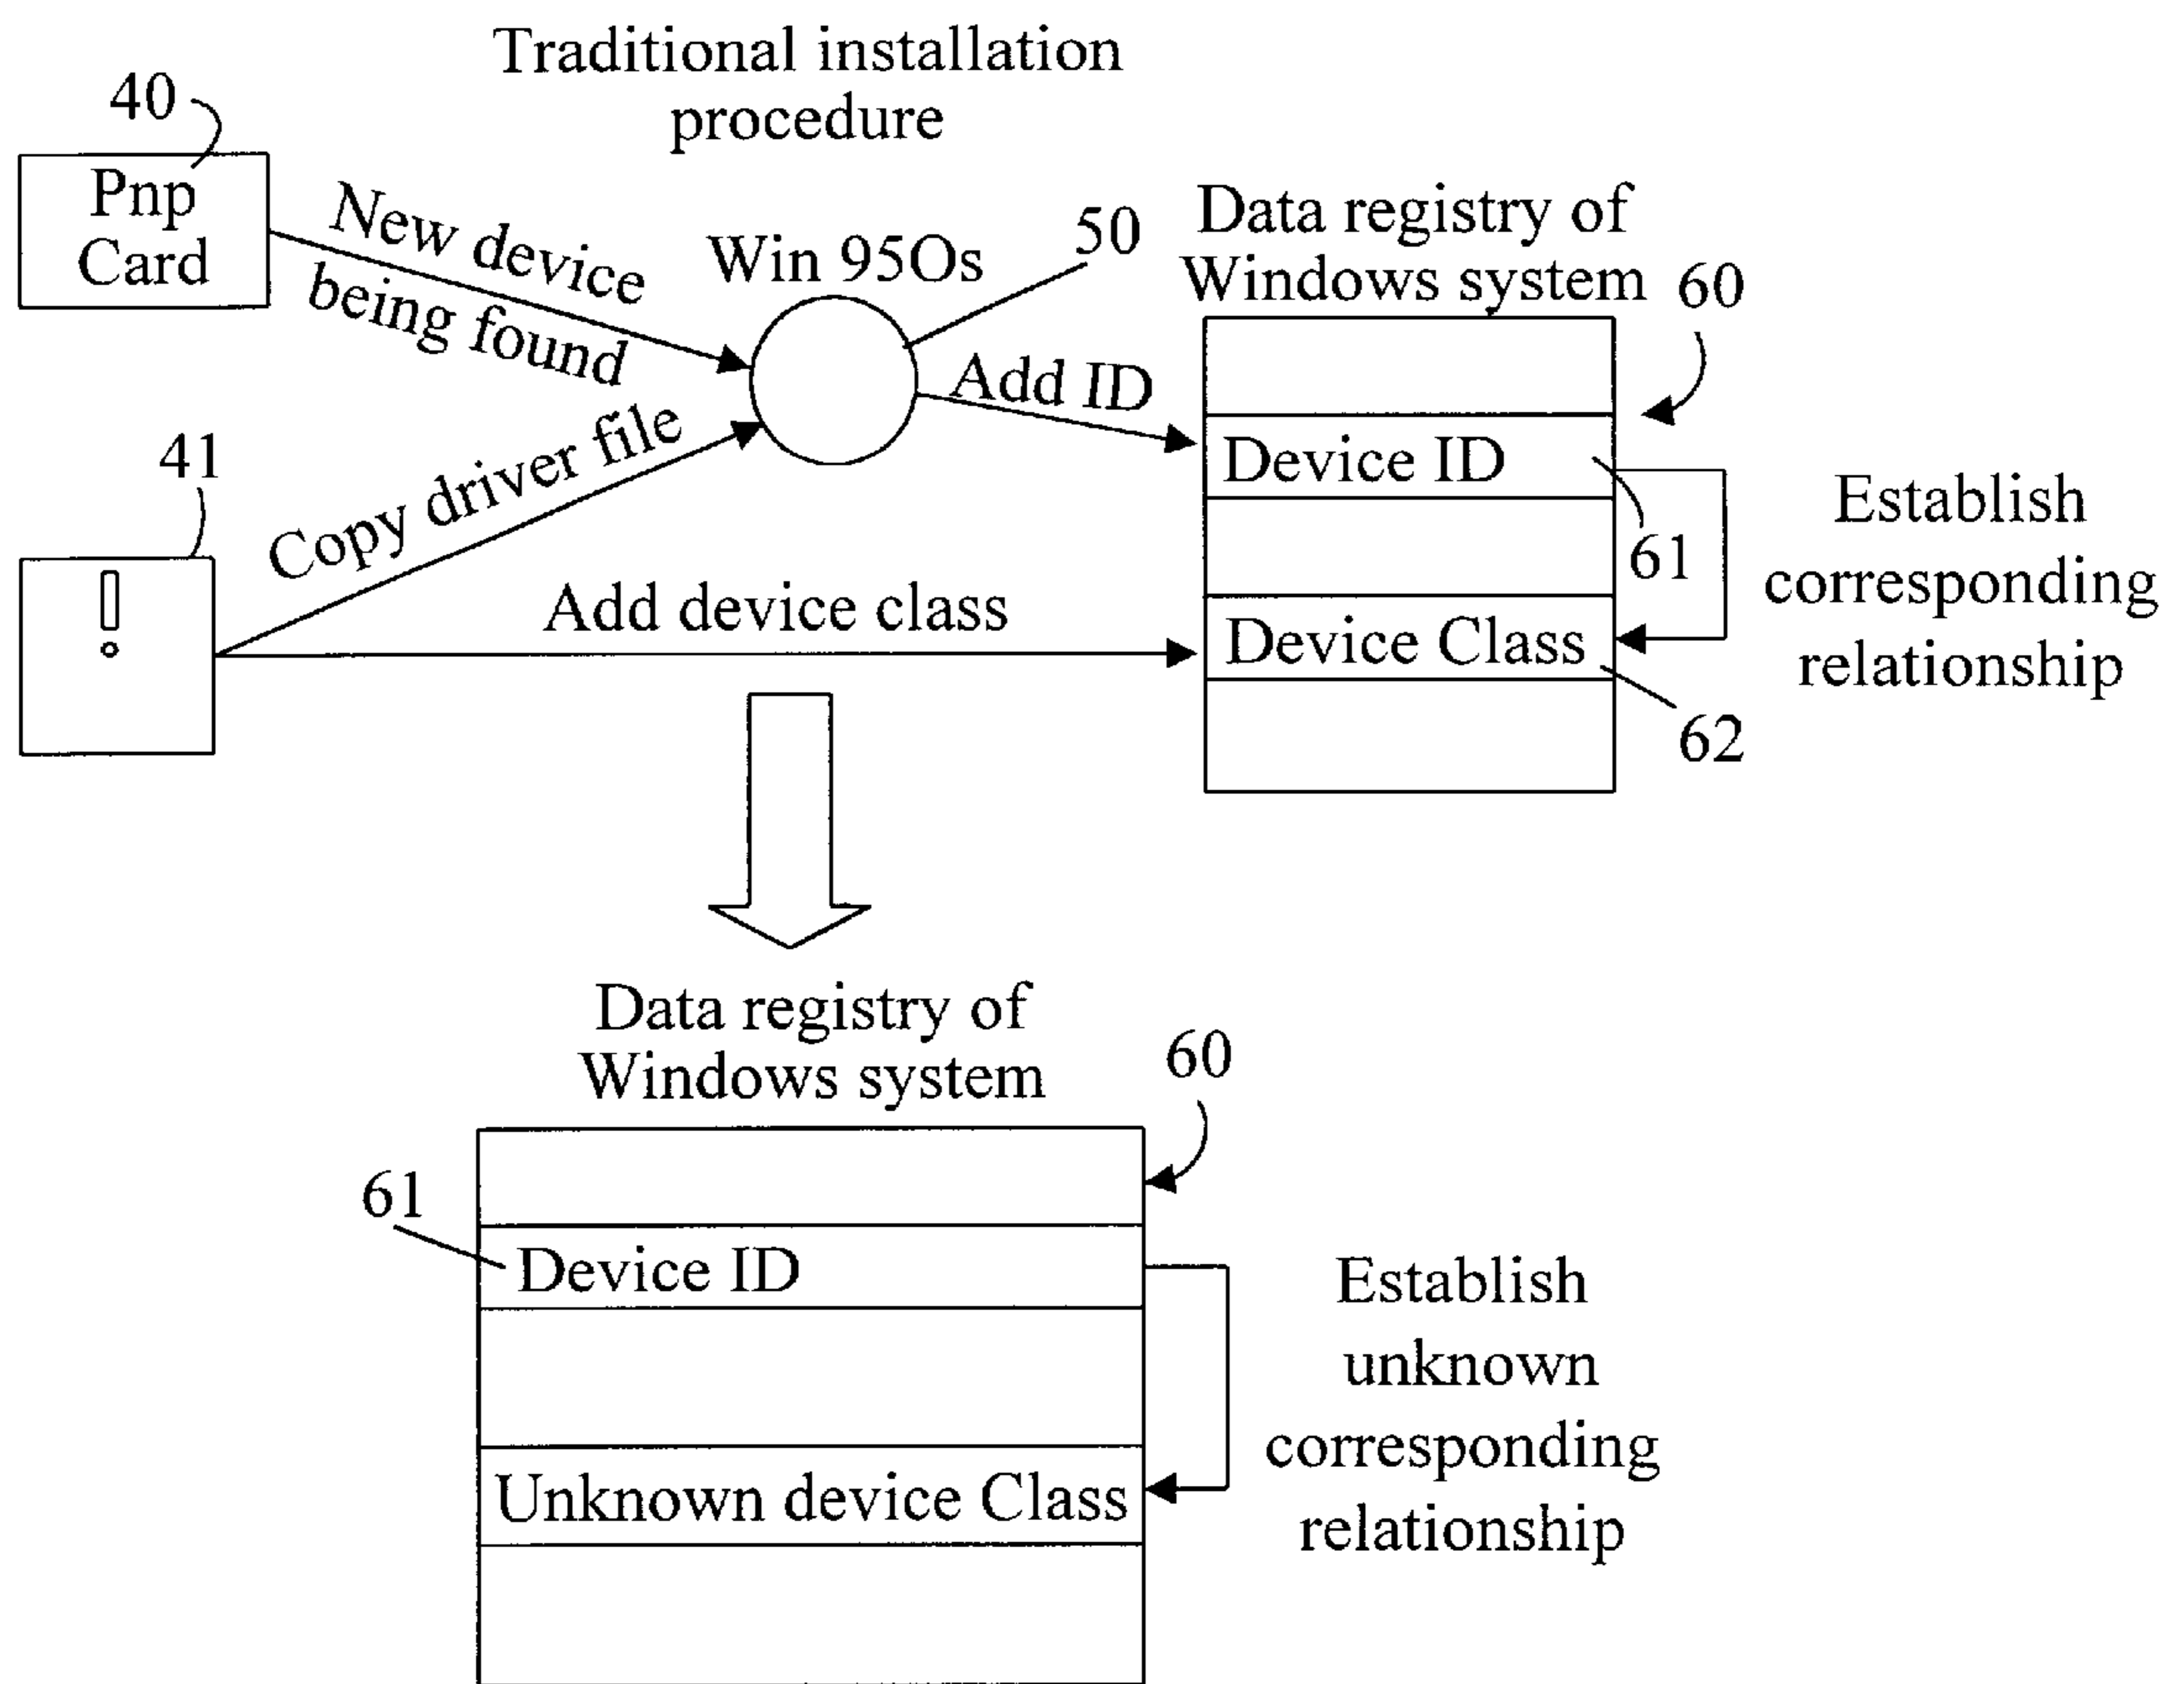 Traditional installation
procedure
40
Pnp
Card
New device
being found
Win 95Os
50
Data registry of
Windows system
60
Add ID
Device ID
61
Establish
corresponding
relationship
41
Copy driver file
Add device class
Device Class
62
Data registry of
Windows system
60
61
Device ID
Establish
unknown
corresponding
relationship
Unknown device Class